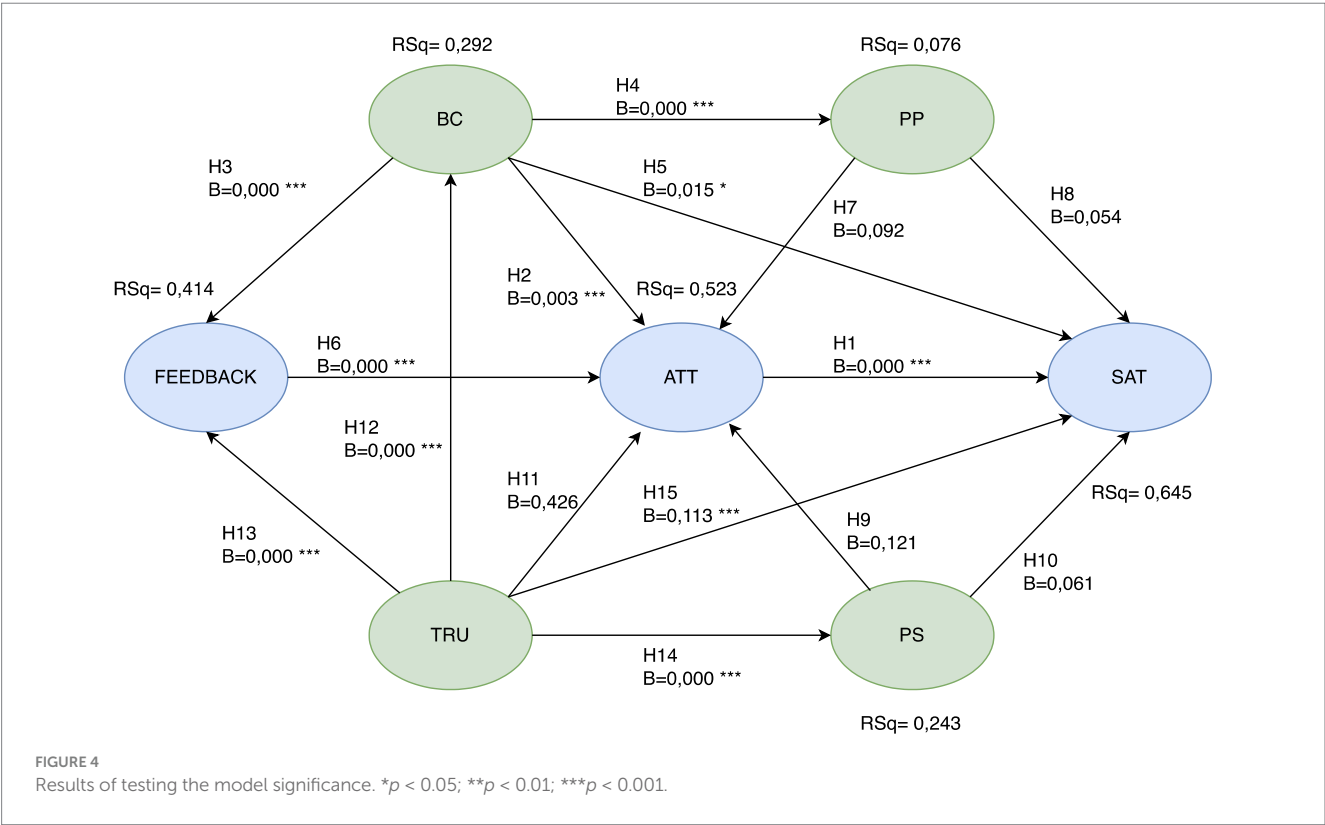 RSq= 0,292
RSq= 0,076
BC
H4
B=0,000 ***
PP
H3
B=0,000 ***
H5
B=0,015 *
H7
B=0,092
H8
B=0,054
RSq= 0,414
H2
B=0,003 ***
RSq= 0,523
FEEDBACK
H6
B=0,000 ***
ATT
H1
B=0,000 ***
SAT
H12
B=0,000 ***
H11
B=0,426
H15
B=0,113 ***
RSq= 0,645
H13
B=0,000 ***
H9
B=0,121
H10
B=0,061
TRU
H14
B=0,000 ***
PS
RSq= 0,243
FIGURE 4
Results of testing the model significance. *p < 0.05; **p < 0.01; ***p < 0.001.